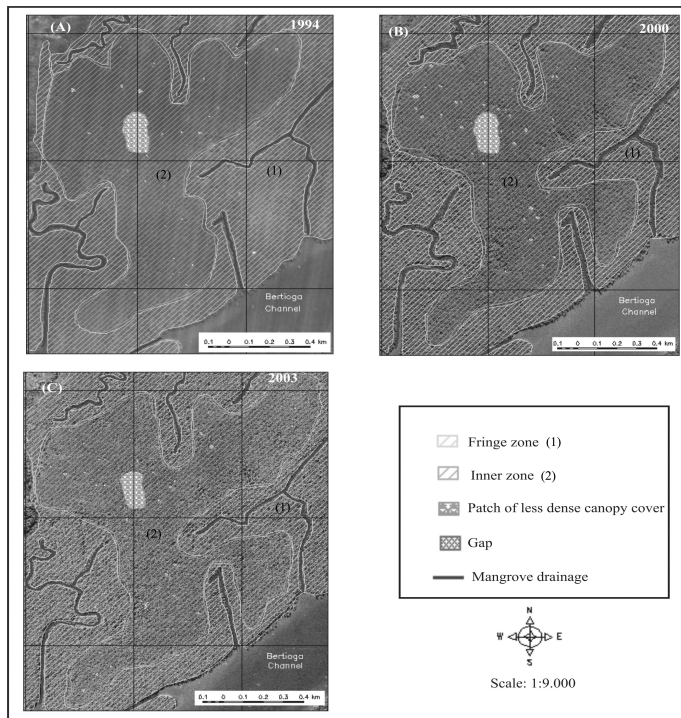 (A) 1994
(2)
(1)
Bertioga
Channel
0.1 0 0.1 0.2 0.3 0.4 km
(B) 2000
(1)
(2)
Bertioga
Channel
0.1 0 0.1 0.2 0.3 0.4 km
(C) 2003
(1)
(2)
Bertioga
Channel
0.1 0 0.1 0.2 0.3 0.4 km
Fringe zone (1)
Inner zone (2)
Patch of less dense canopy cover
Gap
Mangrove drainage
N
W E
S
Scale: 1:9.000